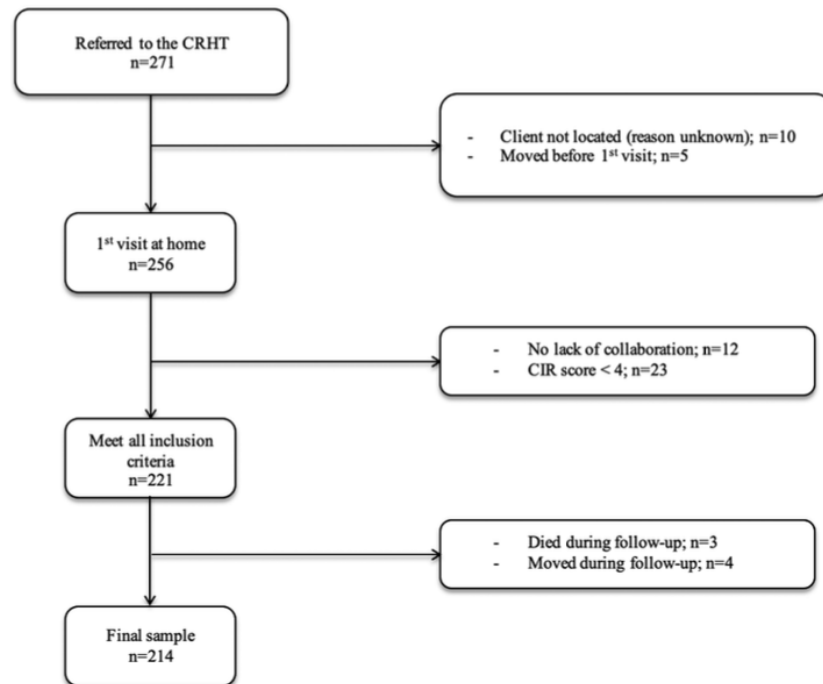 Referred to the CRHT
n=271
- Client not located (reason unknown); n=10
- Moved before 1st visit; n=5
1st visit at home
n=256
- No lack of collaboration; n=12
- CIR score < 4; n=23
Meet all inclusion
criteria
n=221
- Died during follow-up; n=3
- Moved during follow-up; n=4
Final sample
n=214